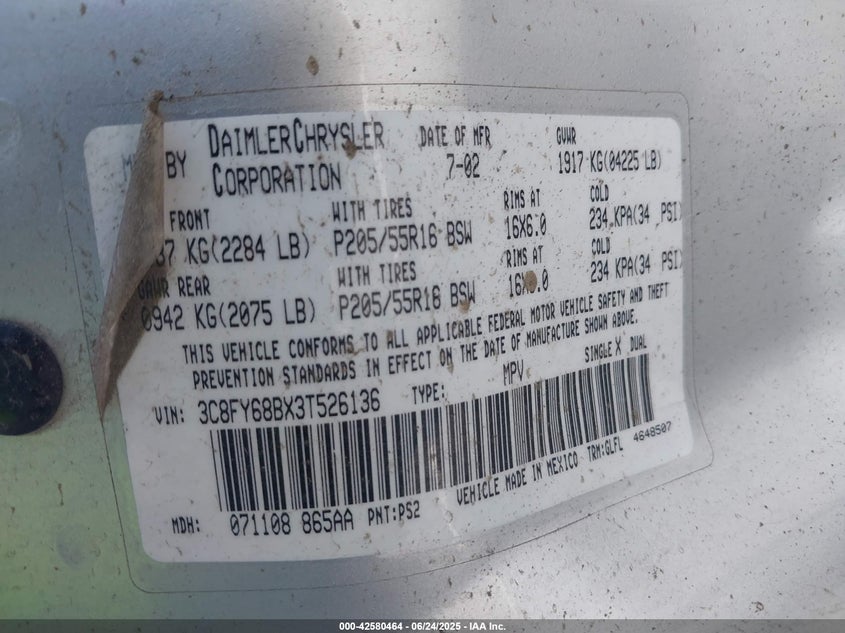 BY DAIMLERCHRYSLER CORPORATION DATE OF MFR 7-02 GVWR 1917 KG(04225 LB)
FRONT WITH TIRES RIMS AT COLD
KG(2284 LB) P205/55R16 BSW 16X6.0 234 KPA(34 PSI)
GAWR REAR WITH TIRES RIMS AT COLD
0942 KG(2075 LB) P205/55R16 BSW 234 KPA(34 PSI)
THIS VEHICLE CONFORMS TO ALL APPLICABLE FEDERAL MOTOR VEHICLE SAFETY AND THEFT
PREVENTION STANDARDS IN EFFECT ON THE DATE OF MANUFACTURE SHOWN ABOVE.
VIN: 3C8FY68BX3T526136 TYPE: MPV SINGLE X DUAL
MDH: 071108 865AA PNT:PS2 VEHICLE MADE IN MEXICO TRM:GLFL 4648507
000-42580464 - 06/24/2025 - IAA Inc.